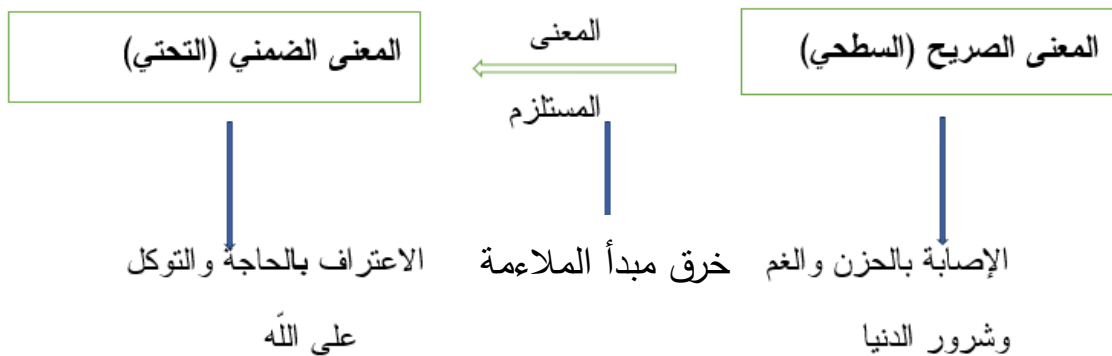 المعنى الصريح (السطحي)
المعنى
المستلزم
المعنى الضمني (التحتي)
الإصابة بالحزن والغم
وشرور الدنيا
خرق مبدأ الملاءمة
الاعتراف بالحاجة والتوكل
على الله